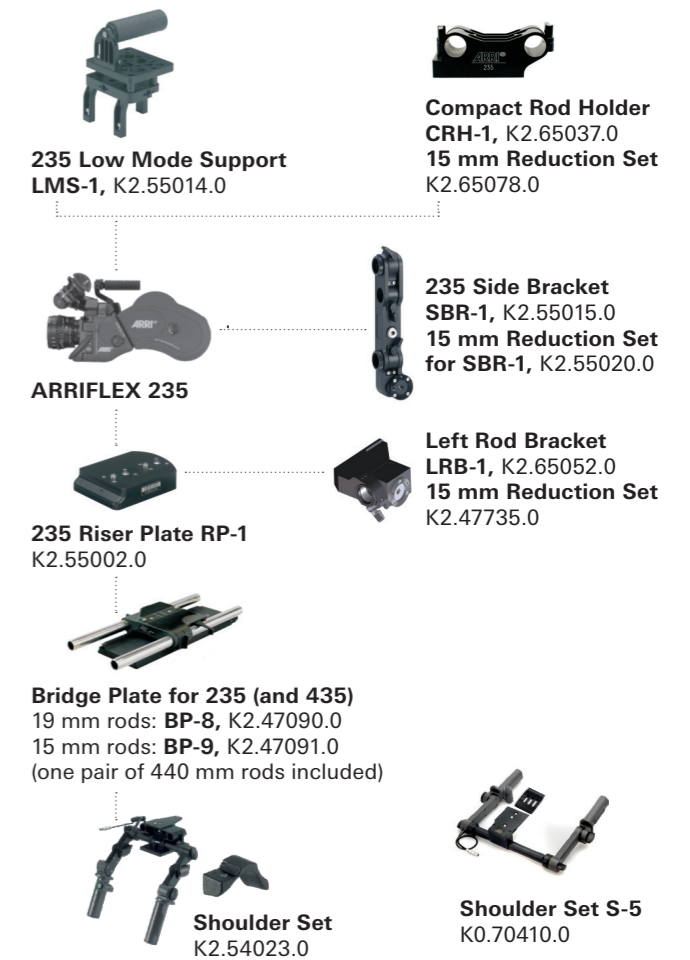 ARRI
235
235 Low Mode Support
LMS-1, K2.55014.0
Compact Rod Holder
CRH-1, K2.65037.0
15 mm Reduction Set
K2.65078.0
ARRI
ARRIFLEX 235
235 Side Bracket
SBR-1, K2.55015.0
15 mm Reduction Set
for SBR-1, K2.55020.0
235 Riser Plate RP-1
K2.55002.0
Left Rod Bracket
LRB-1, K2.65052.0
15 mm Reduction Set
K2.47735.0
Bridge Plate for 235 (and 435)
19 mm rods: BP-8, K2.47090.0
15 mm rods: BP-9, K2.47091.0
(one pair of 440 mm rods included)
Shoulder Set
K2.54023.0
Shoulder Set S-5
K0.70410.0